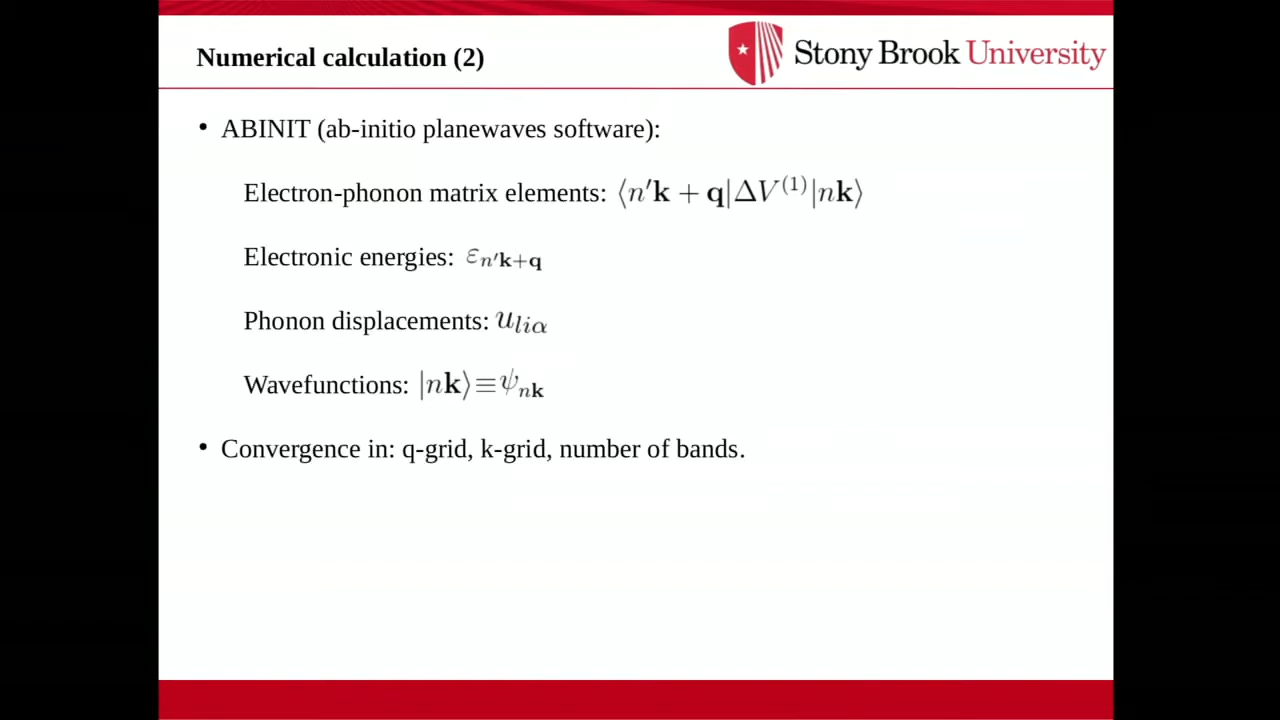 Numerical calculation (2)
Stony Brook University
• ABINIT (ab-initio planewaves software):
Electron-phonon matrix elements: ⟨n′𝐤 + 𝐪|ΔV⁽¹⁾|n𝐤⟩
Electronic energies: ε_{n′𝐤+𝐪}
Phonon displacements: u_{liα}
Wavefunctions: |n𝐤⟩≡ψ_{n𝐤}
• Convergence in: q-grid, k-grid, number of bands.